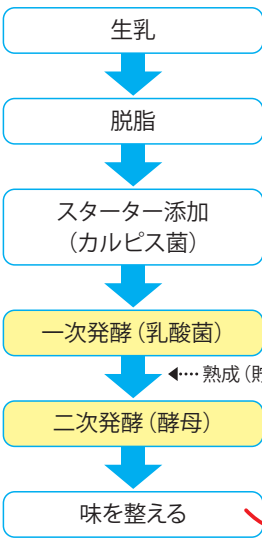 生乳
脱脂
スターター添加
（カルピス菌）
一次発酵（乳酸菌）
熟成（貯
二次発酵（酵母）
味を整える